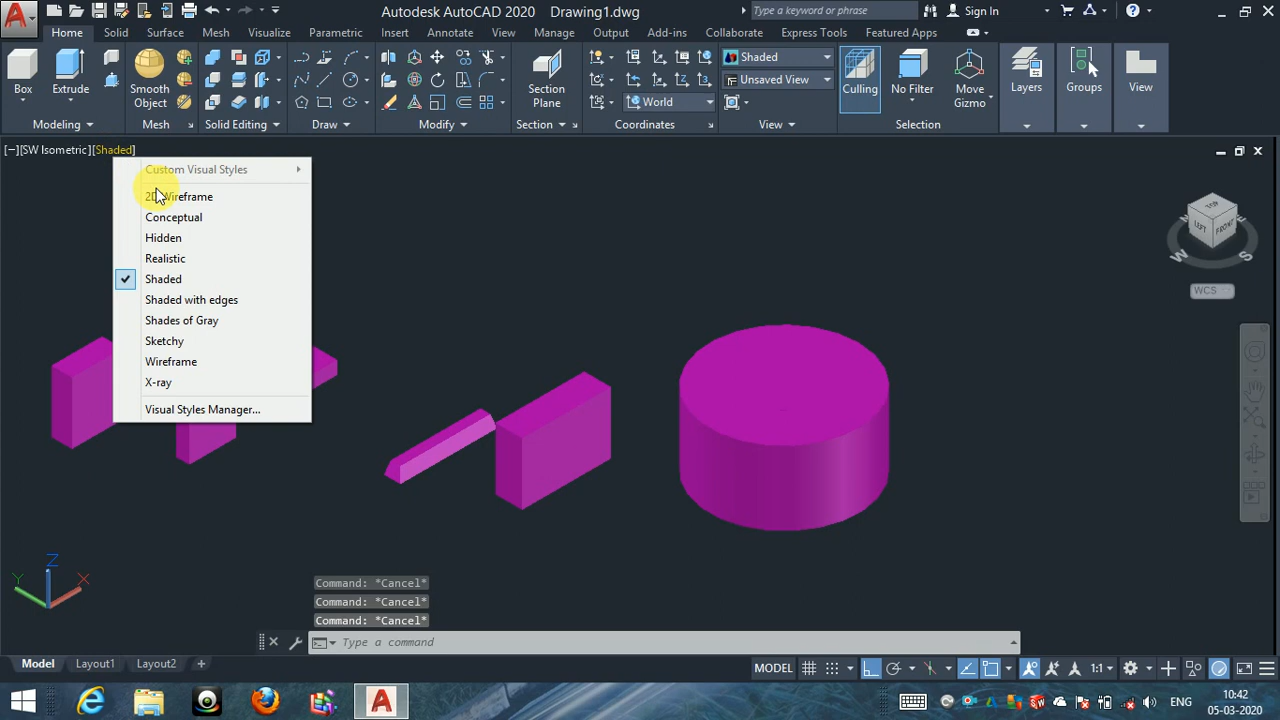 Autodesk AutoCAD 2020 Drawing1.dwg
Type a keyword or phrase
Sign In
Home Insert Solid Surface Mesh Visualize Parametric Insert Annotate View Manage Output Add-ins Collaborate Express Tools Featured Apps
Box
Extrude
Smooth
Object
Section
Plane
Shaded
Unsaved View
World
Culling
No Filter
Move
Gizmo
Layers
Groups
View
Modeling
Mesh
Solid Editing
Draw
Modify
Section
Coordinates
View
Selection
[−][SW Isometric][Shaded]
Custom Visual Styles
2D Wireframe
Conceptual
Hidden
Realistic
Shaded
Shaded with edges
Shades of Gray
Sketchy
Wireframe
X-ray
Visual Styles Manager...
TOP
LEFT
FRONT
W
S
WCS
Z
Y
X
Command: *Cancel*
Command: *Cancel*
Command: *Cancel*
Type a command
Model
Layout1
Layout2
MODEL
1:1
ENG
10:42
05-03-2020